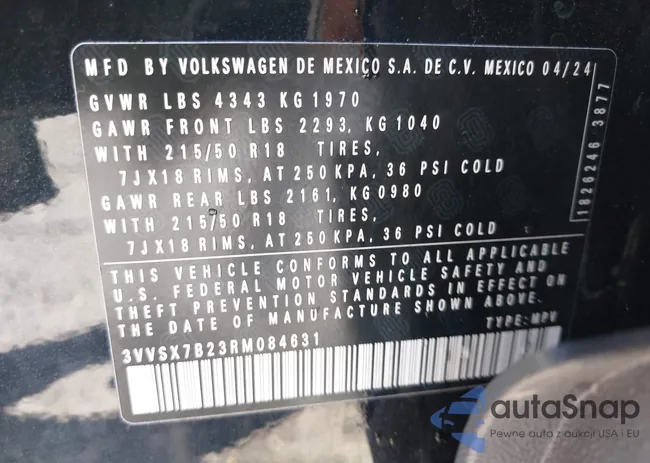 MFD BY VOLKSWAGEN DE MEXICO S.A. DE C.V. MEXICO 04/24
GVWR LBS 4343 KG 1970
GAWR FRONT LBS 2293, KG 1040
WITH 215/50 R18 TIRES,
7JX18 RIMS, AT 250 KPA, 36 PSI COLD
GAWR REAR LBS 2161, KG 0980
WITH 215/50 R18 TIRES,
7JX18 RIMS, AT 250 KPA, 36 PSI COLD
THIS VEHICLE CONFORMS TO ALL APPLICABLE
U.S. FEDERAL MOTOR VEHICLE SAFETY AND
THEFT PREVENTION STANDARDS IN EFFECT ON
THE DATE OF MANUFACTURE SHOWN ABOVE.
TYPE: MPV
3VVSX7B23RM084631
1826246 3877
autaSnap
Pewne auta z aukcji USA i EU